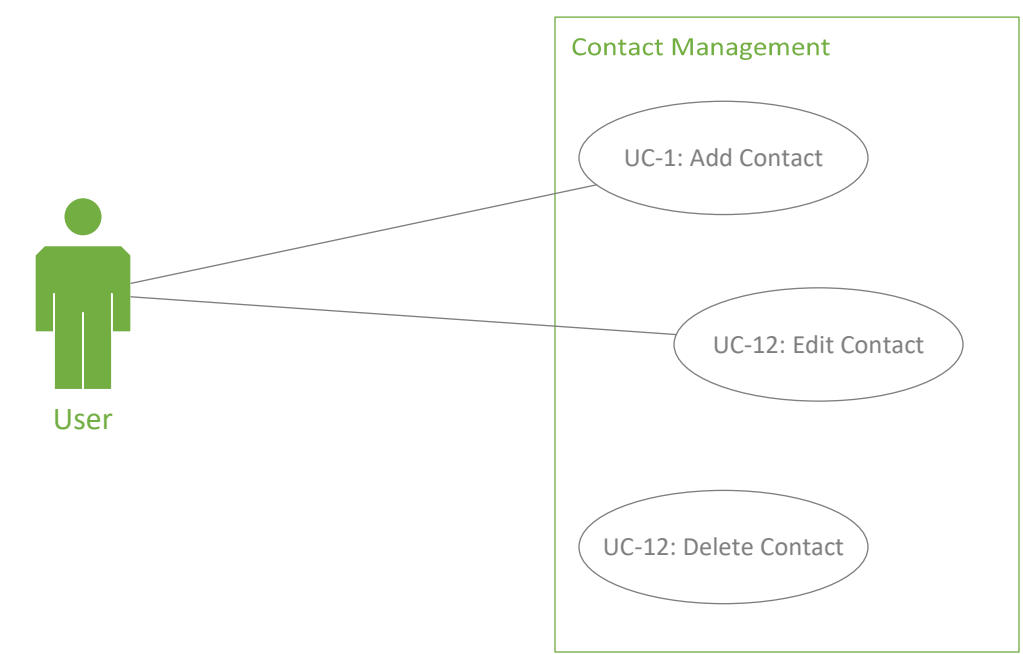 Contact Management
UC-1: Add Contact
UC-12: Edit Contact
User
UC-12: Delete Contact